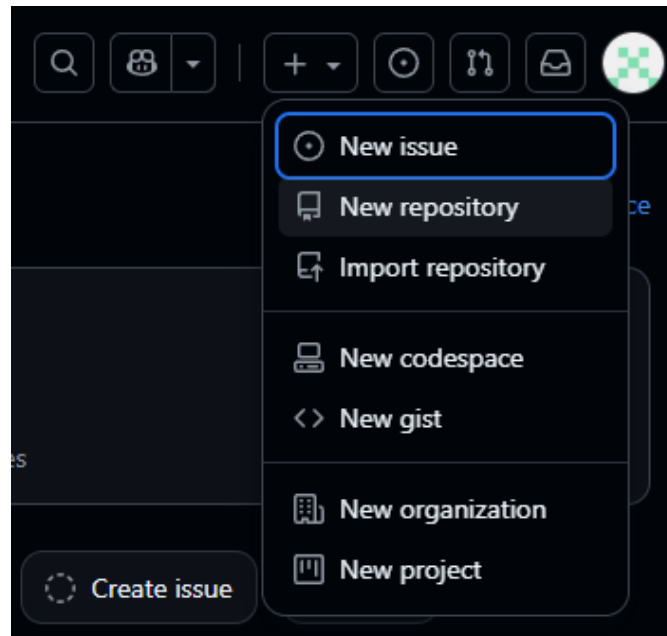 New issue
New repository
Import repository
New codespace
New gist
New organization
New project
Create issue